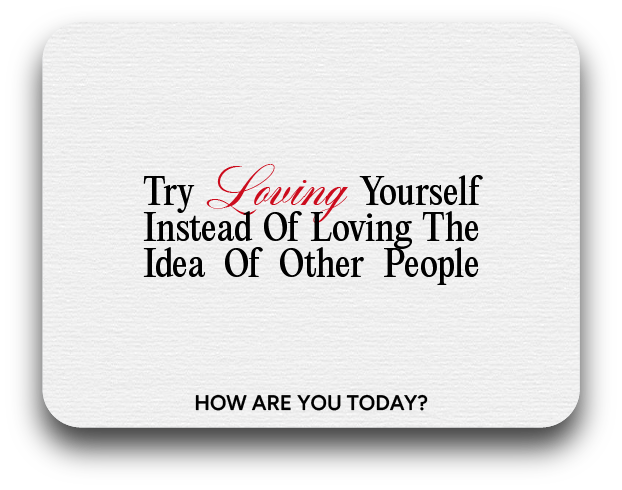 Try Loving Yourself
Instead Of Loving The
Idea Of Other People
HOW ARE YOU TODAY?